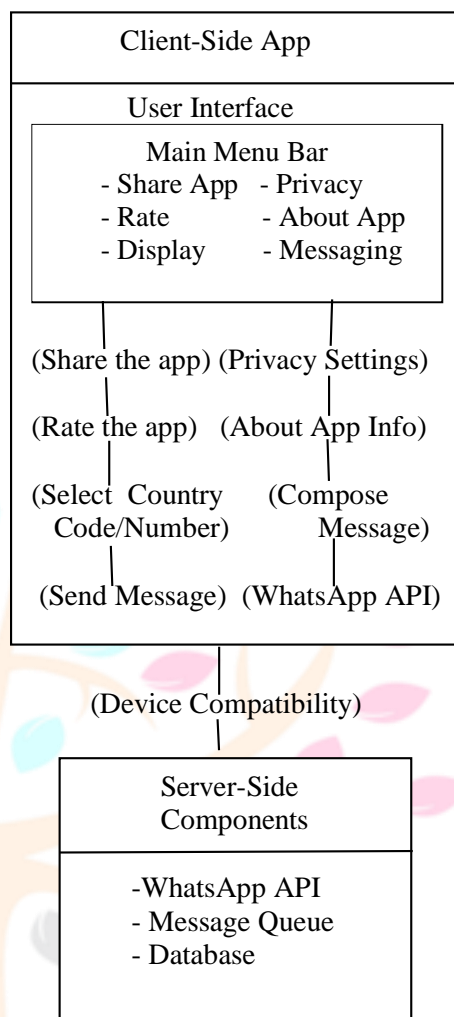 Client-Side App
User Interface
Main Menu Bar
- Share App - Privacy
- Rate - About App
- Display - Messaging
(Share the app) (Privacy Settings)
(Rate the app) (About App Info)
(Select Country (Compose
Code/Number) Message)
(Send Message) (WhatsApp API)
(Device Compatibility)
Server-Side
Components
-WhatsApp API
- Message Queue
- Database